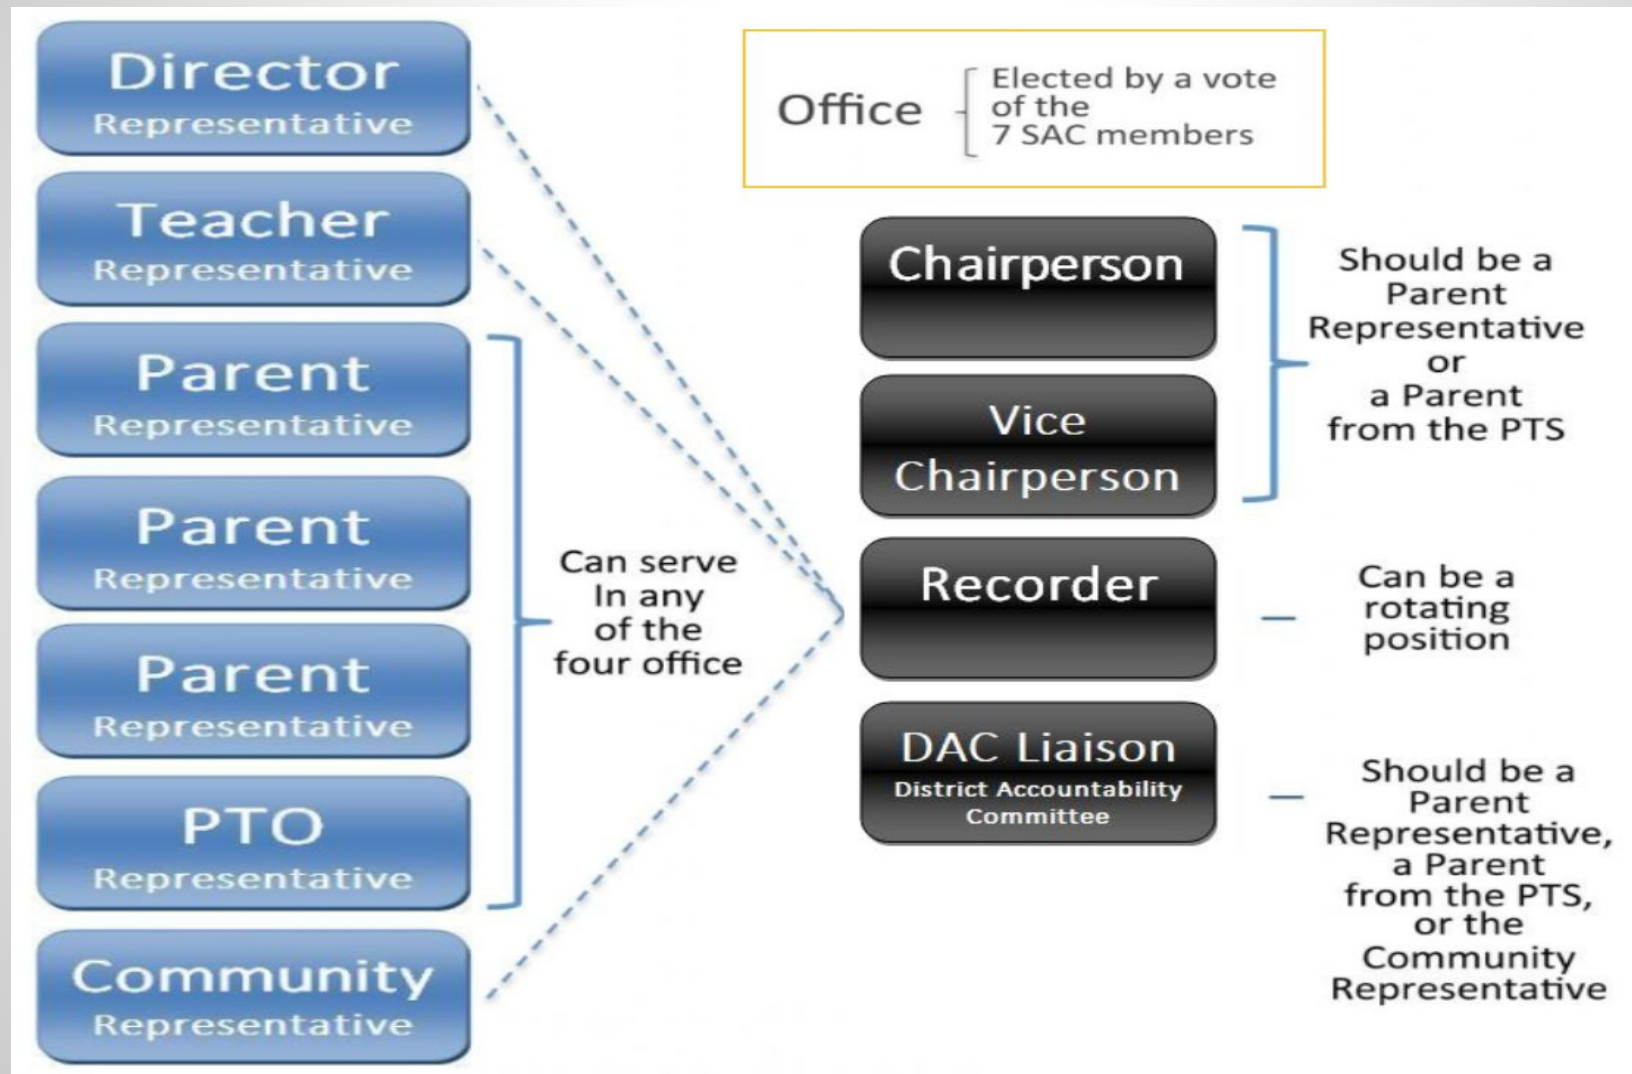 Director
Representative
Teacher
Representative
Parent
Representative
Parent
Representative
Parent
Representative
PTO
Representative
Community
Representative
Can serve
In any
of the
four office
Office
Elected by a vote
of the
7 SAC members
Chairperson
Vice
Chairperson
Recorder
DAC Liaison
District Accountability
Committee
Should be a
Parent
Representative
or
a Parent
from the PTS
Can be a
rotating
position
Should be a
Parent
Representative,
a Parent
from the PTS,
or the
Community
Representative